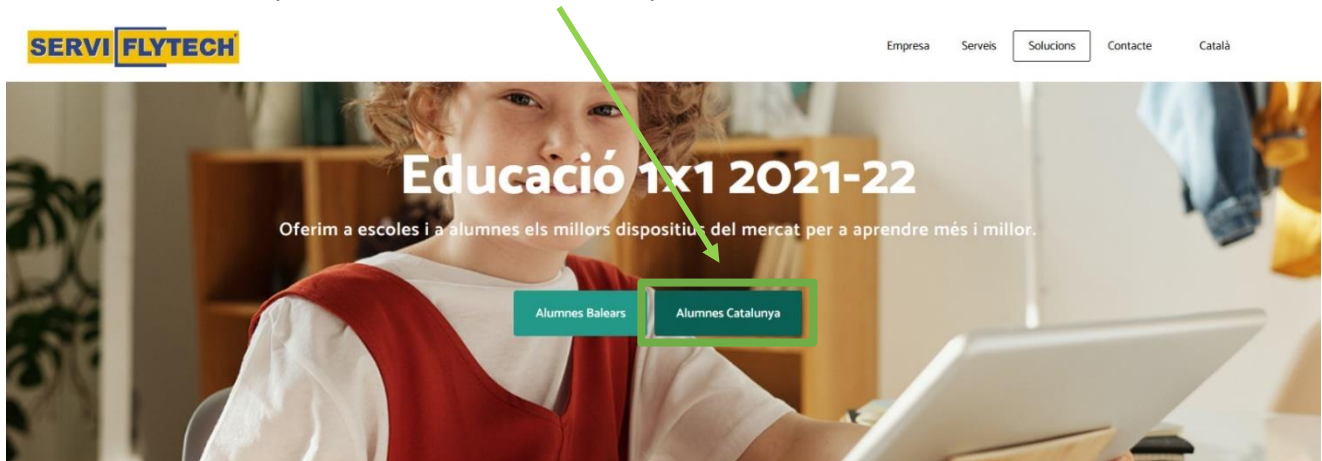 SERVI FLYTECH
Empresa Serveis Solucions Contacte Català
Educació 1x1 2021-22
Oferim a escoles i a alumnes els millors dispositius del mercat per a aprendre més i millor.
Alumnes Balears Alumnes Catalunya